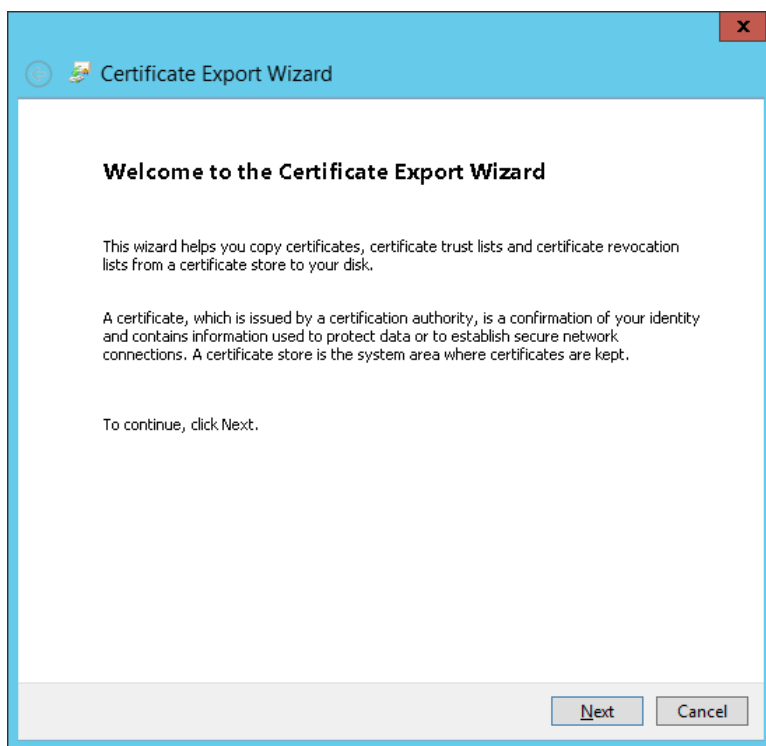 x
Certificate Export Wizard
Welcome to the Certificate Export Wizard
This wizard helps you copy certificates, certificate trust lists and certificate revocation
lists from a certificate store to your disk.
A certificate, which is issued by a certification authority, is a confirmation of your identity
and contains information used to protect data or to establish secure network
connections. A certificate store is the system area where certificates are kept.
To continue, click Next.
Next Cancel